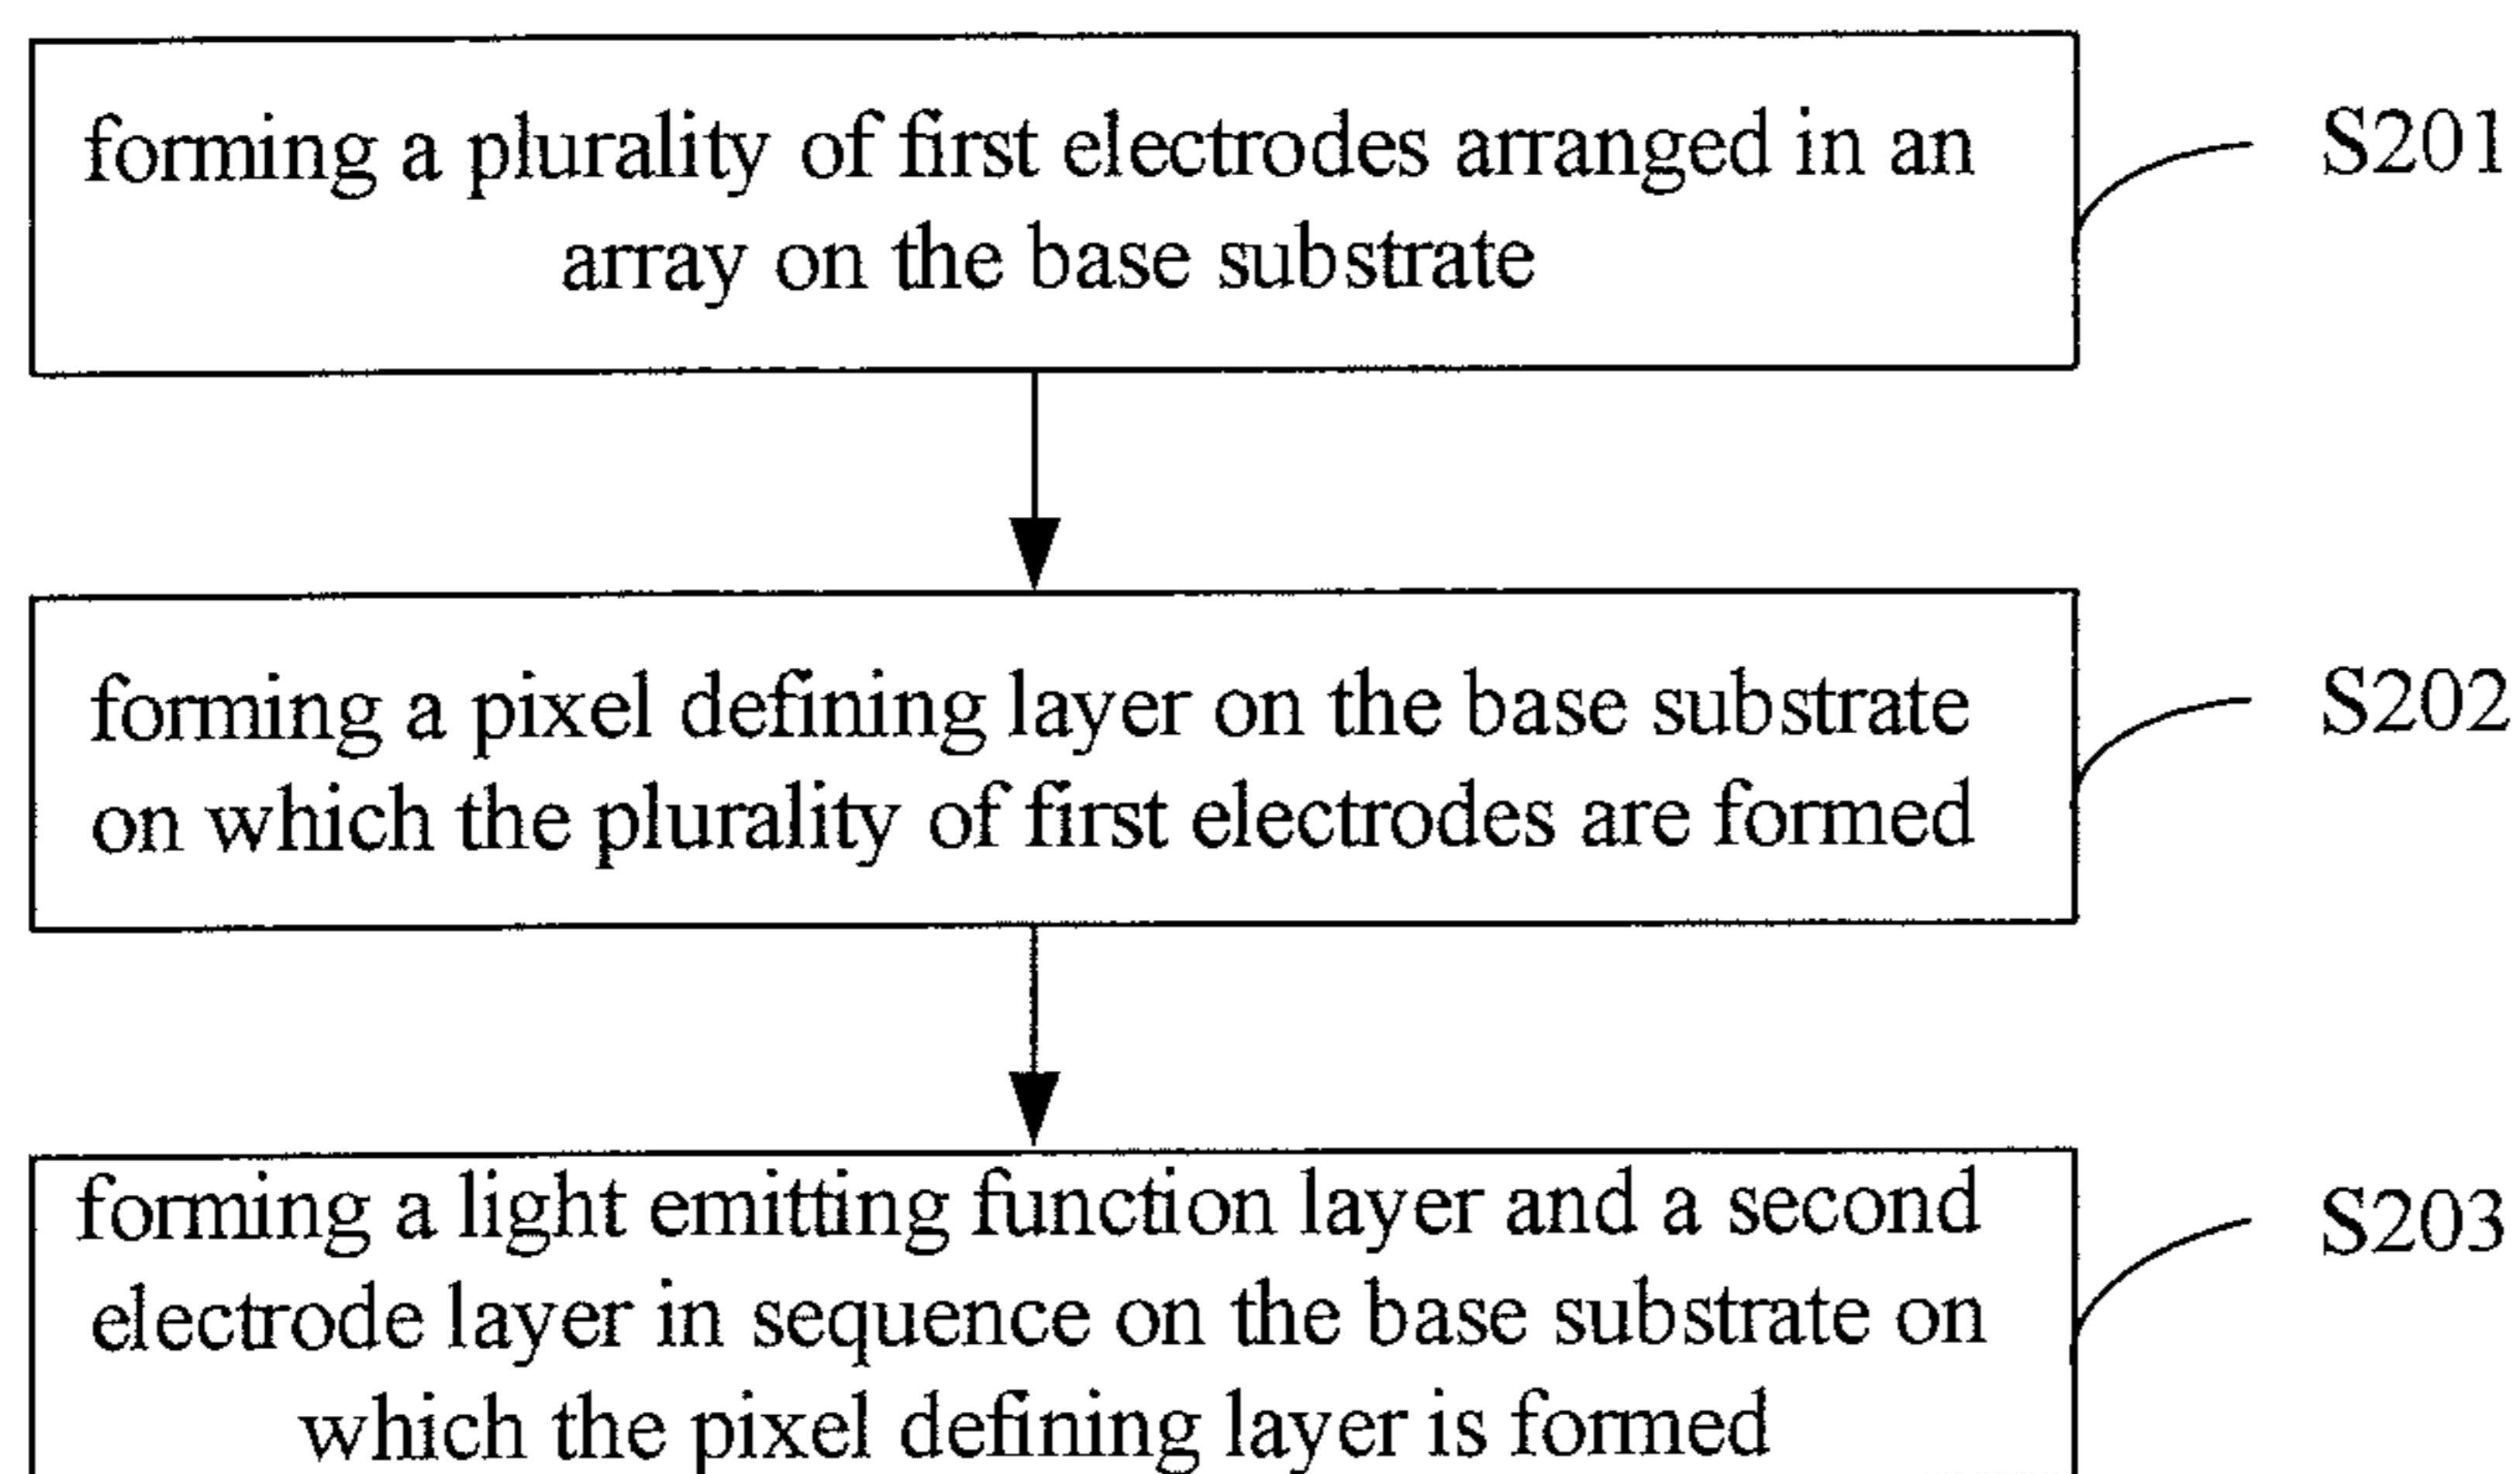 forming a plurality of first electrodes arranged in an
array on the base substrate
S201
forming a pixel defining layer on the base substrate
on which the plurality of first electrodes are formed
S202
forming a light emitting function layer and a second
electrode layer in sequence on the base substrate on
which the pixel defining layer is formed
S203